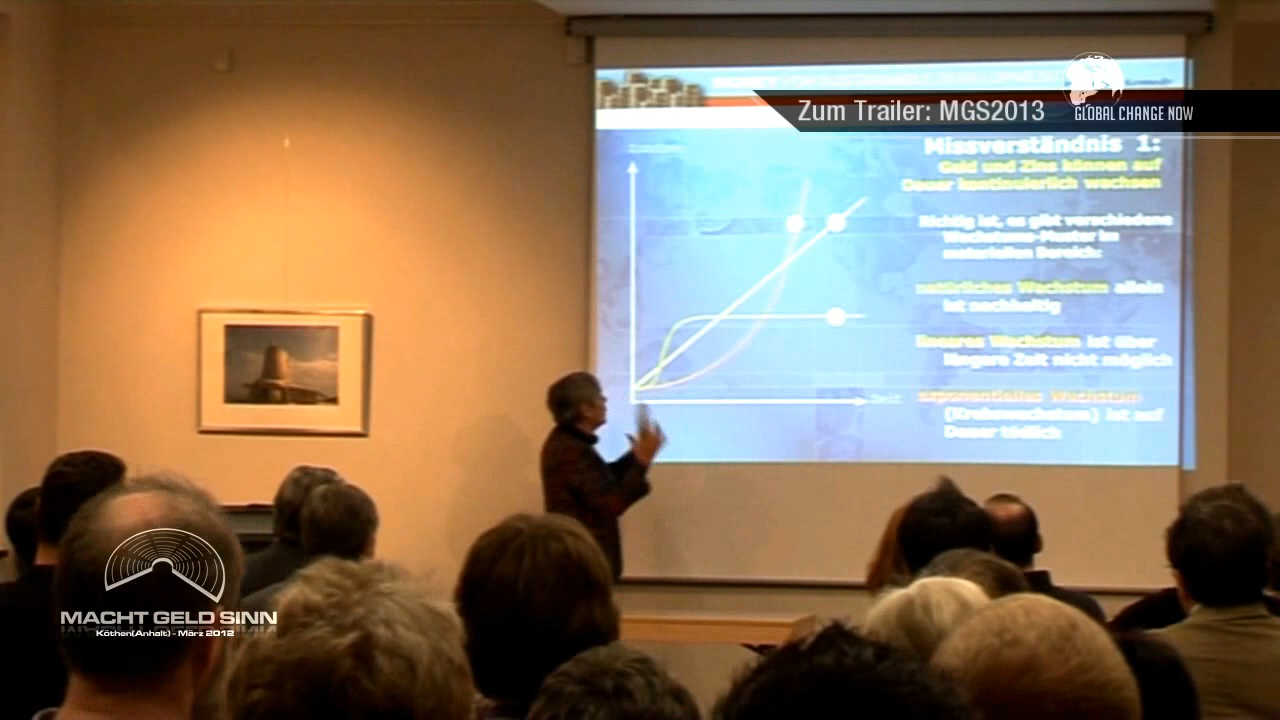 Zum Trailer: MGS2013
GLOBAL CHANGE NOW
Missverständnis 1:
Geld und Zins können auf
Dauer kontinuierlich wachsen
Richtig ist, es gibt verschiedene
Wachstums-Muster im
materiellen Bereich:
natürliches Wachstum allein
ist nachhaltig
lineares Wachstum ist über
längere Zeit nicht möglich
exponentielles Wachstum
(Krebswachstum) ist auf
Dauer tödlich
Zeit
MACHT GELD SINN
Köthen(Anhalt) - März 2012